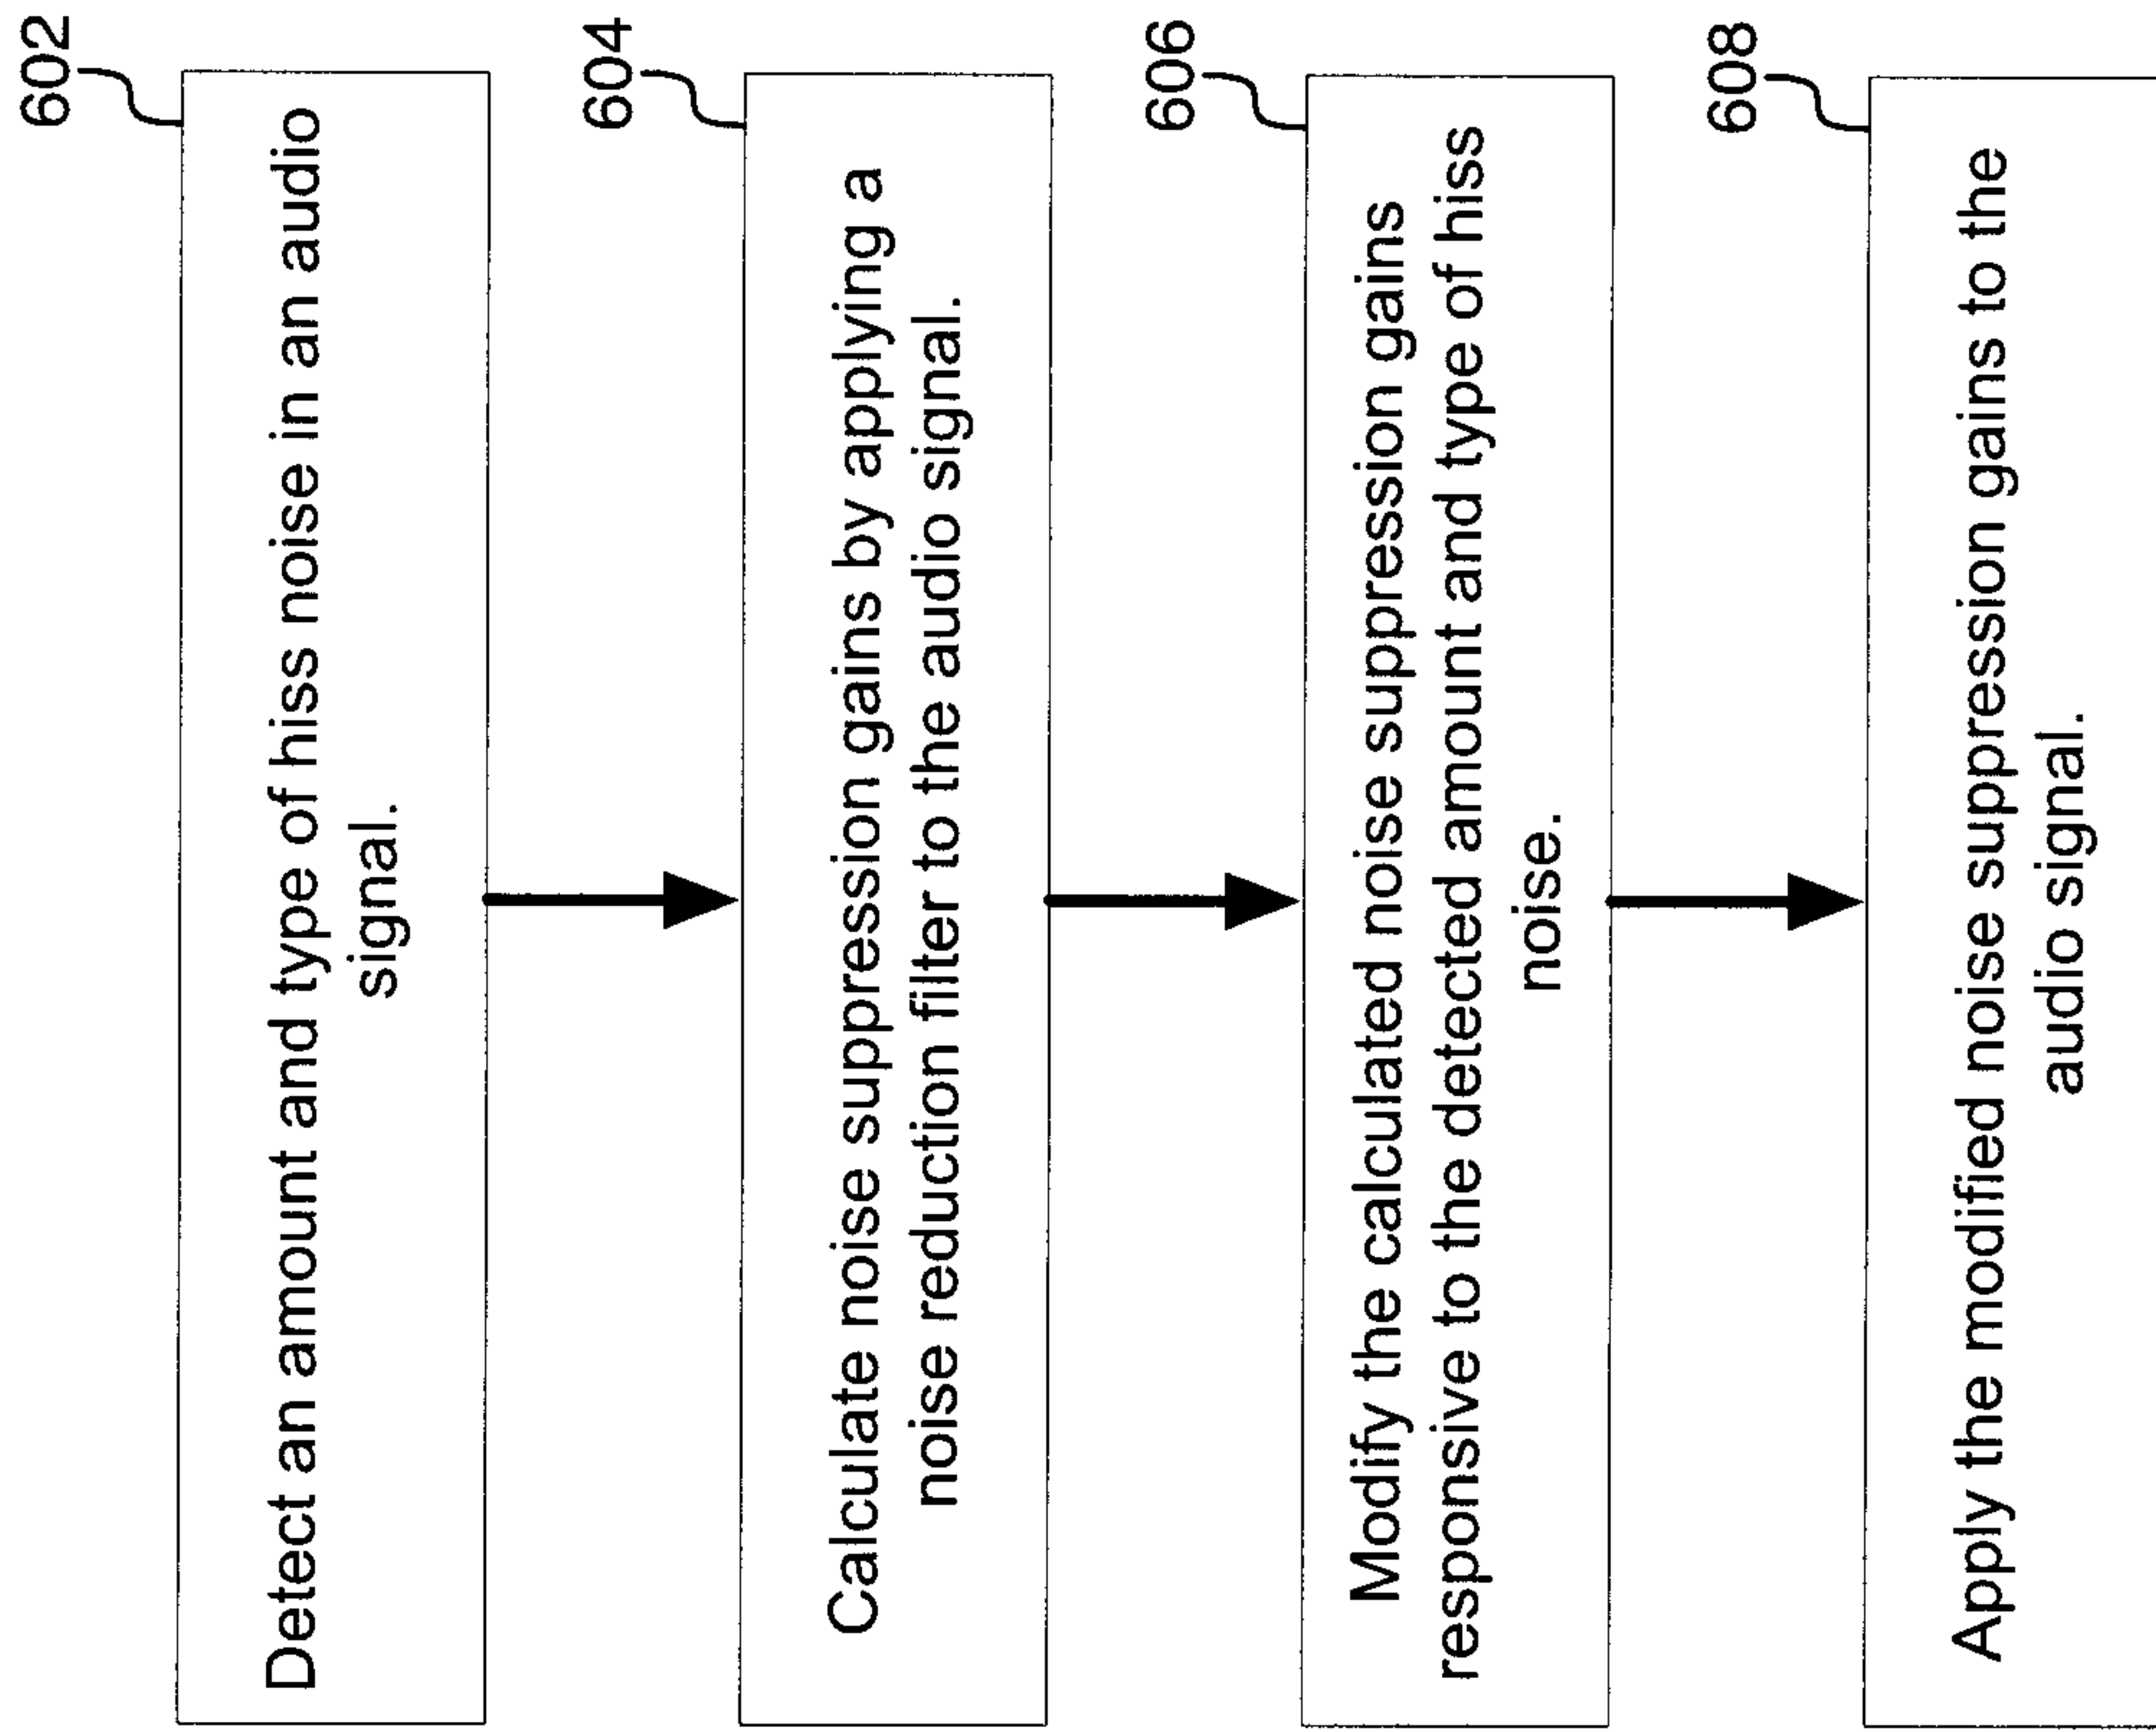 602
Detect an amount and type of hiss noise in an audio
signal.
604
Calculate noise suppression gains by applying a
noise reduction filter to the audio signal.
606
Modify the calculated noise suppression gains
responsive to the detected amount and type of hiss
noise.
608
Apply the modified noise suppression gains to the
audio signal.